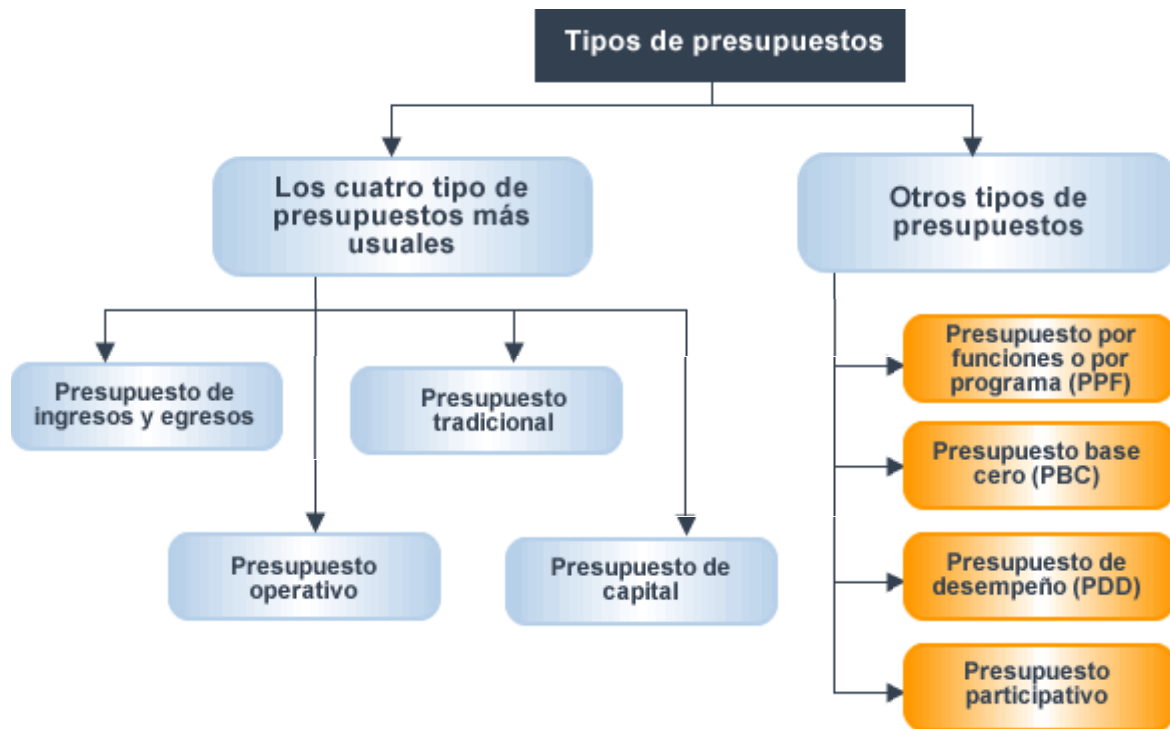 Tipos de presupuestos
Los cuatro tipo de
presupuestos más
usuales
Otros tipos de
presupuestos
Presupuesto de
ingresos y egresos
Presupuesto
tradicional
Presupuesto
operativo
Presupuesto de
capital
Presupuesto por
funciones o por
programa (PPF)
Presupuesto base
cero (PBC)
Presupuesto de
desempeño (PDD)
Presupuesto
participativo